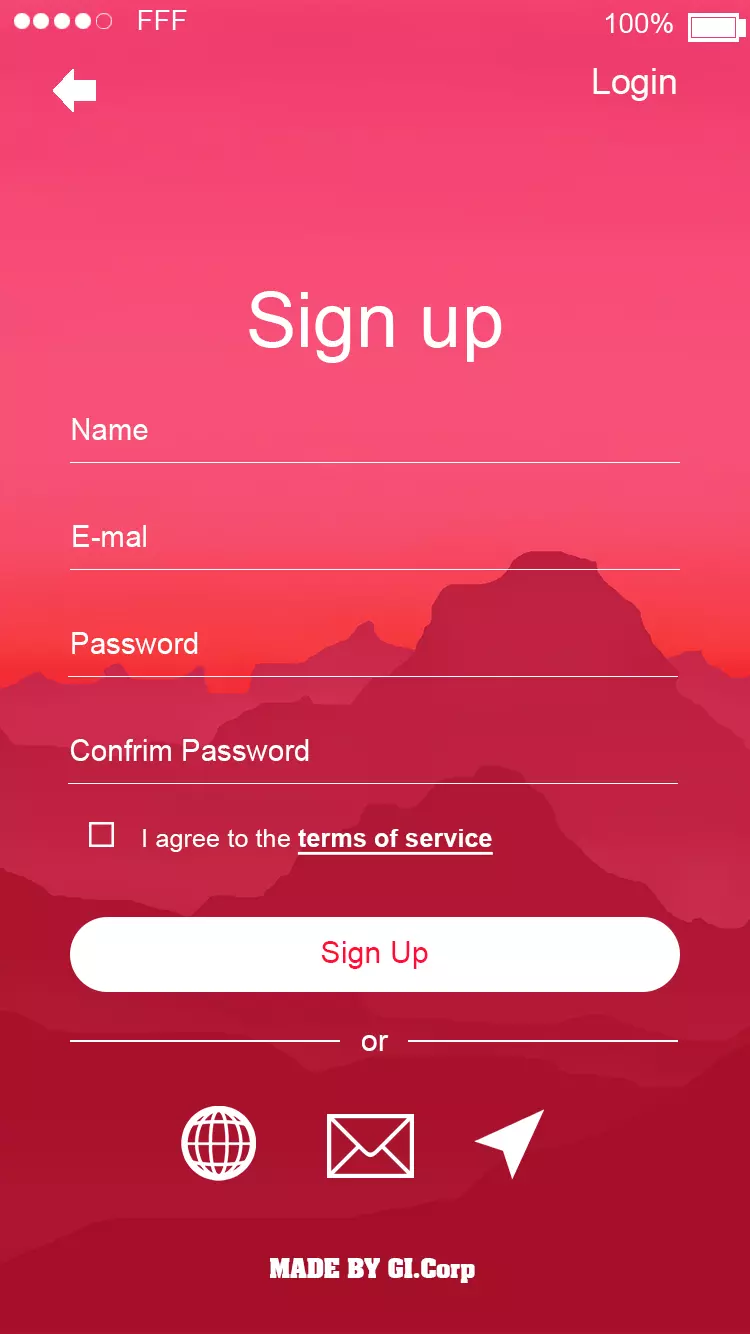 FFF
100%
Login
Sign up
Name
E-mal
Password
Confrim Password
I agree to the terms of service
Sign Up
or
MADE BY GI.Corp